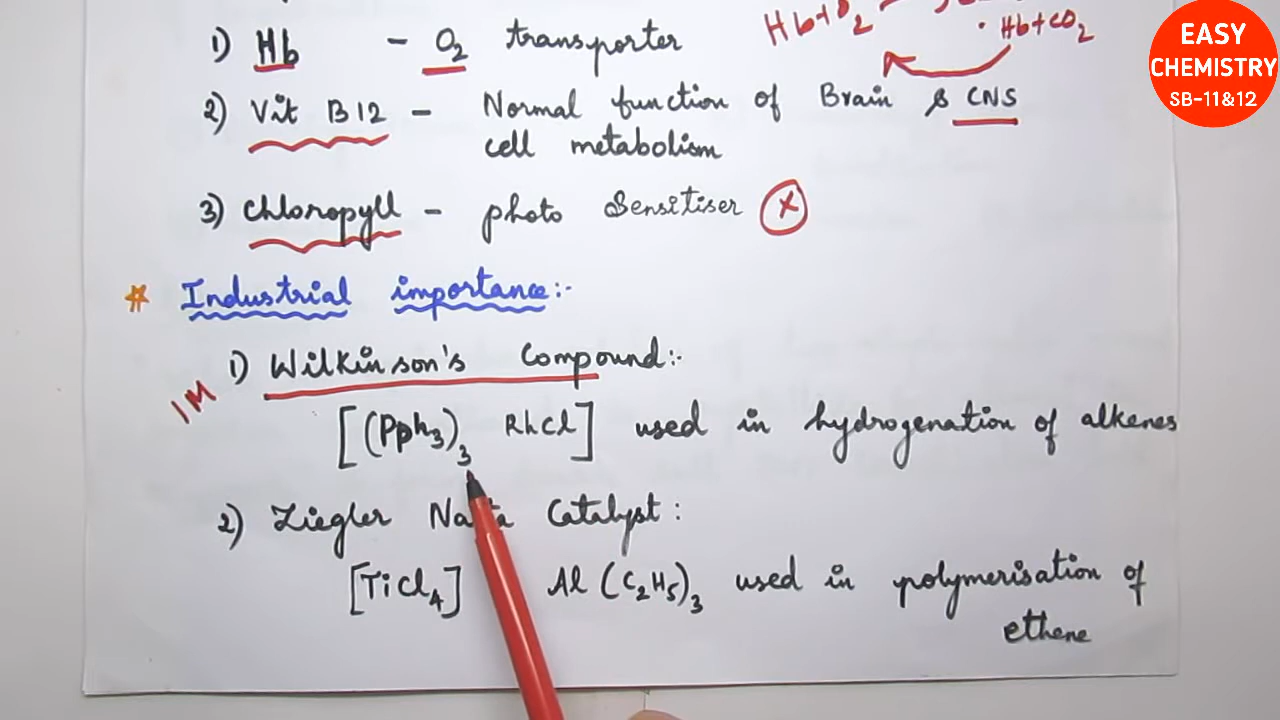 Hb+O2
Hb+CO2
EASY
CHEMISTRY
SB-11&12
1) Hb - O2 transporter
2) Vit B12 - Normal function of Brain & CNS
cell metabolism
3) Chloropyll - photo Sensitiser x
* Industrial importance:-
1) Wilkinson's Compound:-
1M
[(Pph3)3 RhCl] used in hydrogenation of alkenes
2) Ziegler Natta Catalyst:
[TiCl4] Al (C2H5)3 used in polymerisation of
ethene